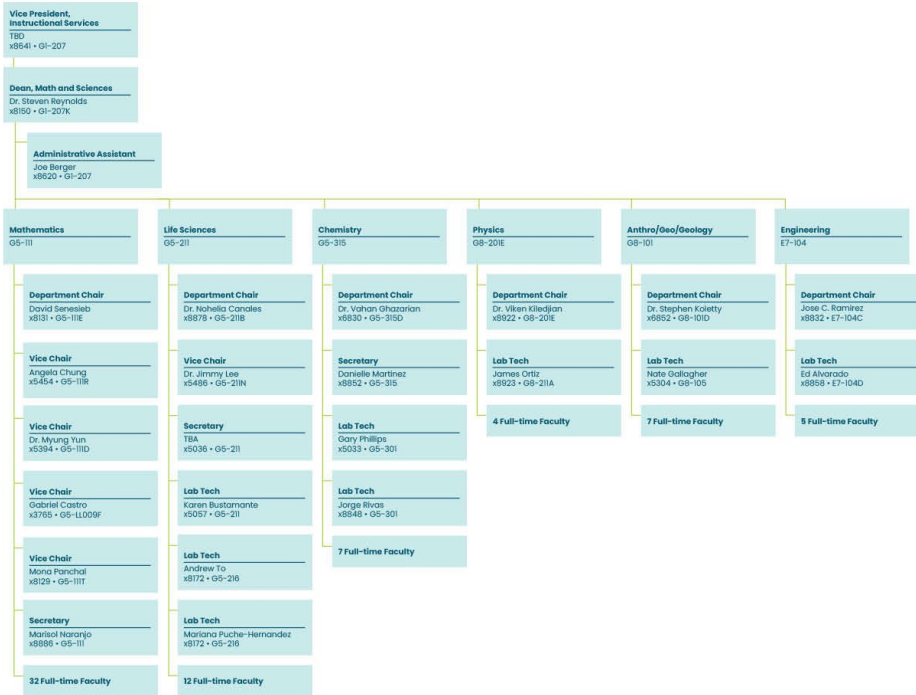 Vice President,
Instructional Services
TBD
x8641 • G1-207
Dean, Math and Sciences
Dr. Steven Reynolds
x8150 • G1-207K
Administrative Assistant
Joe Berger
x8620 • G1-207
Mathematics
G5-111
Department Chair
David Senesieb
x8131 • G5-111E
Vice Chair
Angela Chung
x5454 • G5-111R
Vice Chair
Dr. Myung Yun
x5394 • G5-111D
Vice Chair
Gabriel Castro
x3765 • G5-LL009F
Vice Chair
Mona Panchal
x8129 • G5-111T
Secretary
Marisol Naranjo
x8886 • G5-111
32 Full-time Faculty
Life Sciences
G5-211
Department Chair
Dr. Nohelia Canales
x8878 • G5-211B
Vice Chair
Dr. Jimmy Lee
x5486 • G5-211N
Secretary
TBA
x5036 • G5-211
Lab Tech
Karen Bustamante
x5057 • G5-211
Lab Tech
Andrew To
x8172 • G5-216
Lab Tech
Mariana Puche-Hernandez
x8172 • G5-216
12 Full-time Faculty
Chemistry
G5-315
Department Chair
Dr. Vahan Ghazarian
x6830 • G5-315D
Secretary
Danielle Martinez
x8852 • G5-315
Lab Tech
Gary Phillips
x5033 • G5-301
Lab Tech
Jorge Rivas
x8848 • G5-301
7 Full-time Faculty
Physics
G8-201E
Department Chair
Dr. Viken Kiledjian
x8922 • G8-201E
Lab Tech
James Ortiz
x8923 • G8-211A
4 Full-time Faculty
Anthro/Geo/Geology
G8-101
Department Chair
Dr. Stephen Koletty
x6852 • G8-101D
Lab Tech
Nate Gallagher
x5304 • G8-105
7 Full-time Faculty
Engineering
E7-104
Department Chair
Jose C. Ramirez
x8832 • E7-104C
Lab Tech
Ed Alvarado
x8858 • E7-104D
5 Full-time Faculty